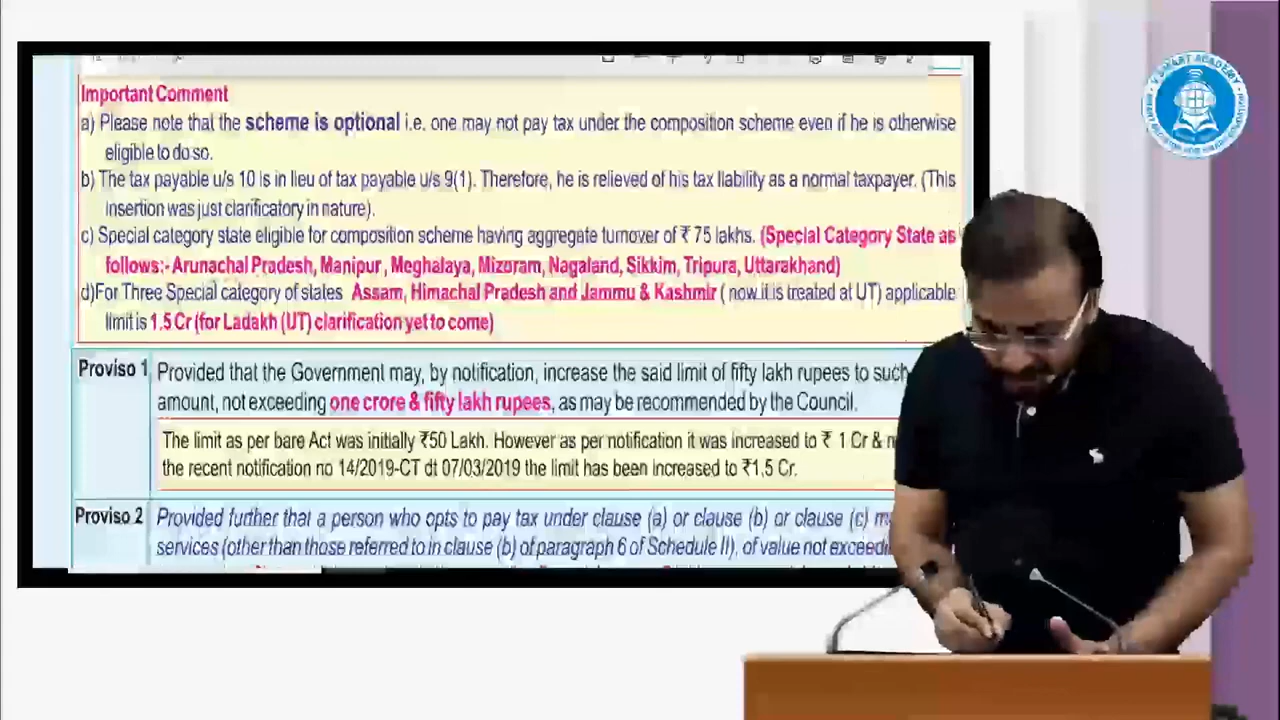 Important Comment
a) Please note that the scheme is optional i.e. one may not pay tax under the composition scheme even if he is otherwise
eligible to do so.
b) The tax payable u/s 10 is in lieu of tax payable u/s 9(1). Therefore, he is relieved of his tax liability as a normal taxpayer. (This
insertion was just clarificatory in nature).
c) Special category state eligible for composition scheme having aggregate turnover of ₹ 75 lakhs. (Special Category State as
follows:- Arunachal Pradesh, Manipur, Meghalaya, Mizoram, Nagaland, Sikkim, Tripura, Uttarakhand)
d)For Three Special category of states Assam, Himachal Pradesh and Jammu & Kashmir ( now it is treated at UT) applicable
limit is 1.5 Cr (for Ladakh (UT) clarification yet to come)
Proviso 1 Provided that the Government may, by notification, increase the said limit of fifty lakh rupees to such
amount, not exceeding one crore & fifty lakh rupees, as may be recommended by the Council.
The limit as per bare Act was initially ₹50 Lakh. However as per notification it was increased to ₹ 1 Cr &
the recent notification no 14/2019-CT dt 07/03/2019 the limit has been increased to ₹1.5 Cr.
Proviso 2 Provided further that a person who opts to pay tax under clause (a) or clause (b) or clause (c)
services (other than those referred to in clause (b) of paragraph 6 of Schedule II), of value not
V SMART ACADEMY